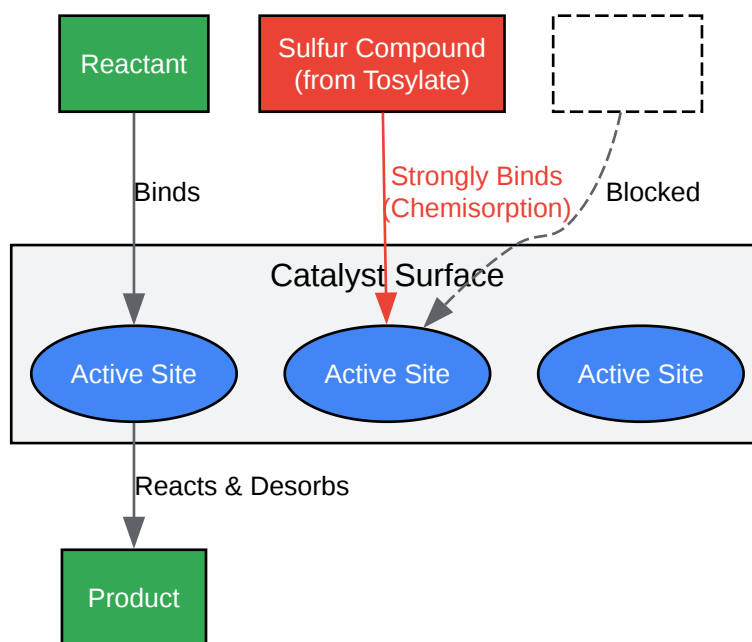 Reactant
Sulfur Compound
(from Tosylate)
Binds
Strongly Binds
(Chemisorption)
Blocked
Catalyst Surface
Active Site
Active Site
Active Site
Reacts & Desorbs
Product